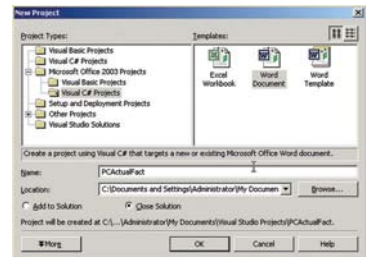 New Project
Project Types:
Templates:
Visual Basic Projects
Visual C# Projects
Microsoft Office 2003 Projects
Visual Basic Projects
Visual C# Projects
Setup and Deployment Projects
Other Projects
Visual Studio Solutions
Excel
Workbook
Word
Document
Word
Template
Create a project using Visual C# that targets a new or existing Microsoft Office Word document.
Name:
PCActualFact
Location:
C:\Documents and Settings\Administrator\My Documen
Browse...
Add to Solution
Close Solution
Project will be created at C:\...\Administrator\My Documents\Visual Studio Projects\PCActualFact.
More
OK
Cancel
Help